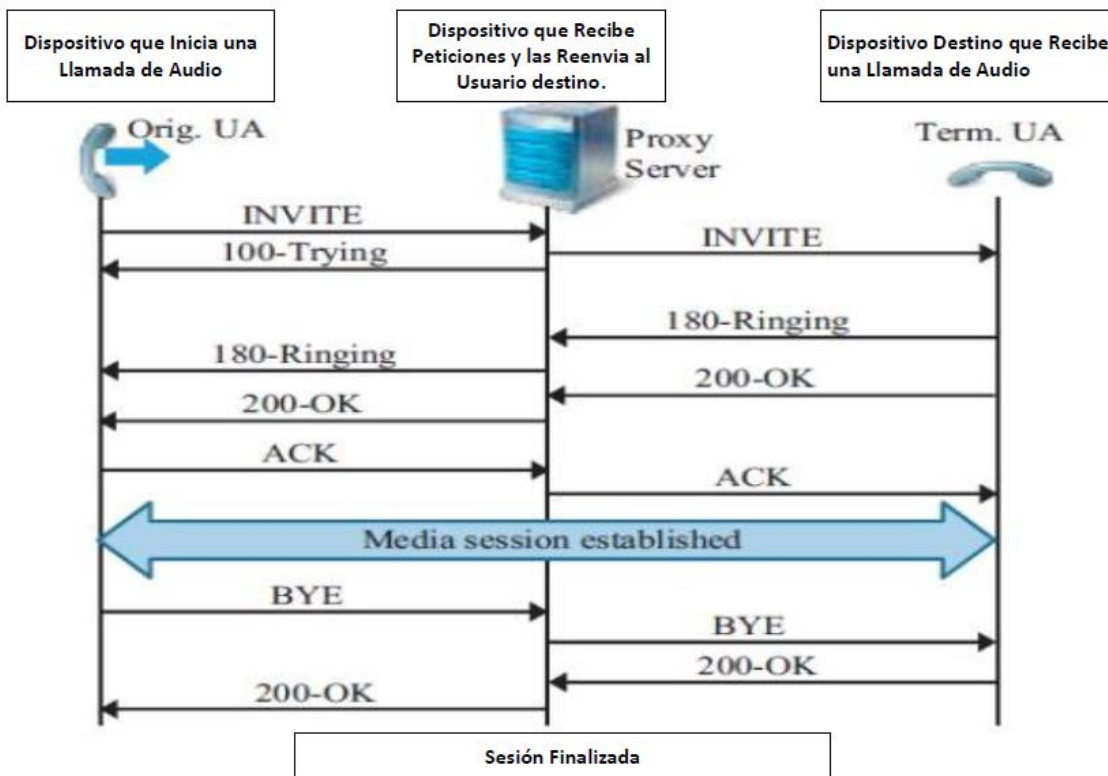 Dispositivo que Inicia una
Llamada de Audio
Dispositivo que Recibe
Peticiones y las Reenvia al
Usuario destino.
Dispositivo Destino que Recibe
una Llamada de Audio
Orig. UA
Proxy
Server
Term. UA
INVITE
INVITE
100-Trying
180-Ringing
180-Ringing
200-OK
200-OK
ACK
ACK
Media session established
BYE
BYE
200-OK
200-OK
Sesión Finalizada